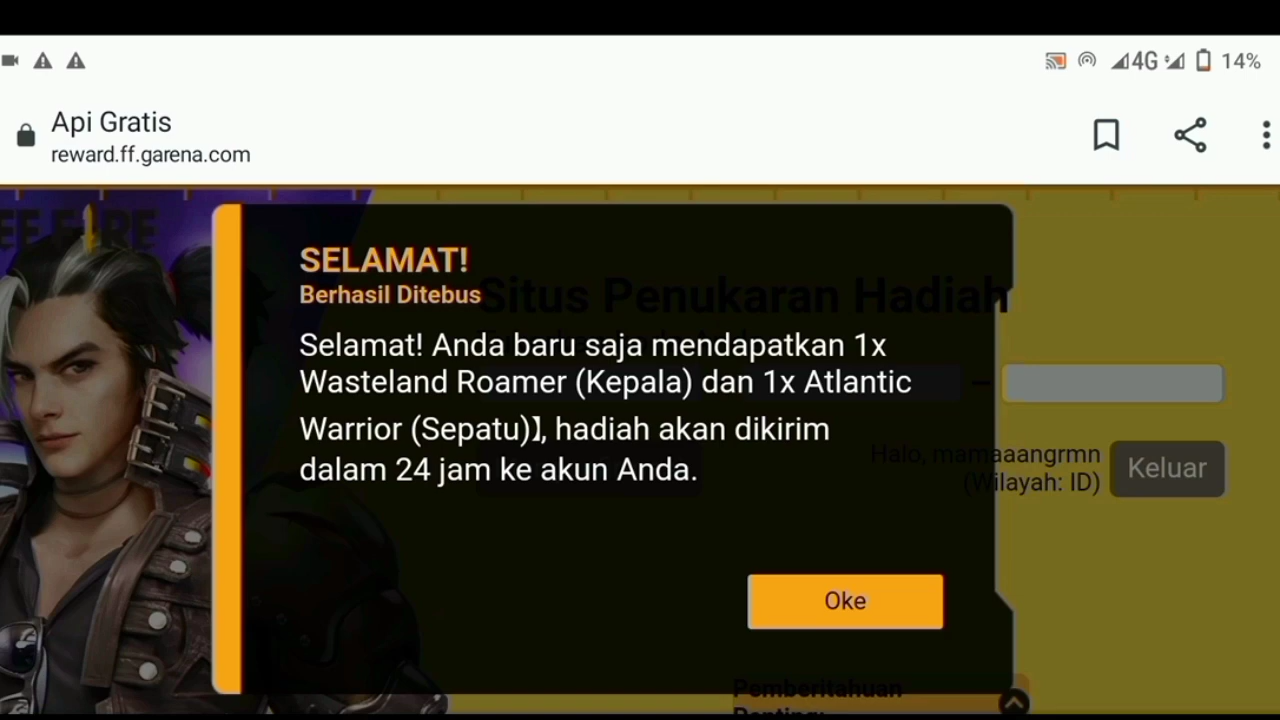 4G 14%
Api Gratis
reward.ff.garena.com
SELAMAT!
Berhasil Ditebus
Situs Penukaran Hadiah
Selamat! Anda baru saja mendapatkan 1x
Wasteland Roamer (Kepala) dan 1x Atlantic
Warrior (Sepatu)】, hadiah akan dikirim
dalam 24 jam ke akun Anda.
Halo, mamaaangrmn
(Wilayah: ID)
Keluar
Oke
Pemberitahuan
Penting: